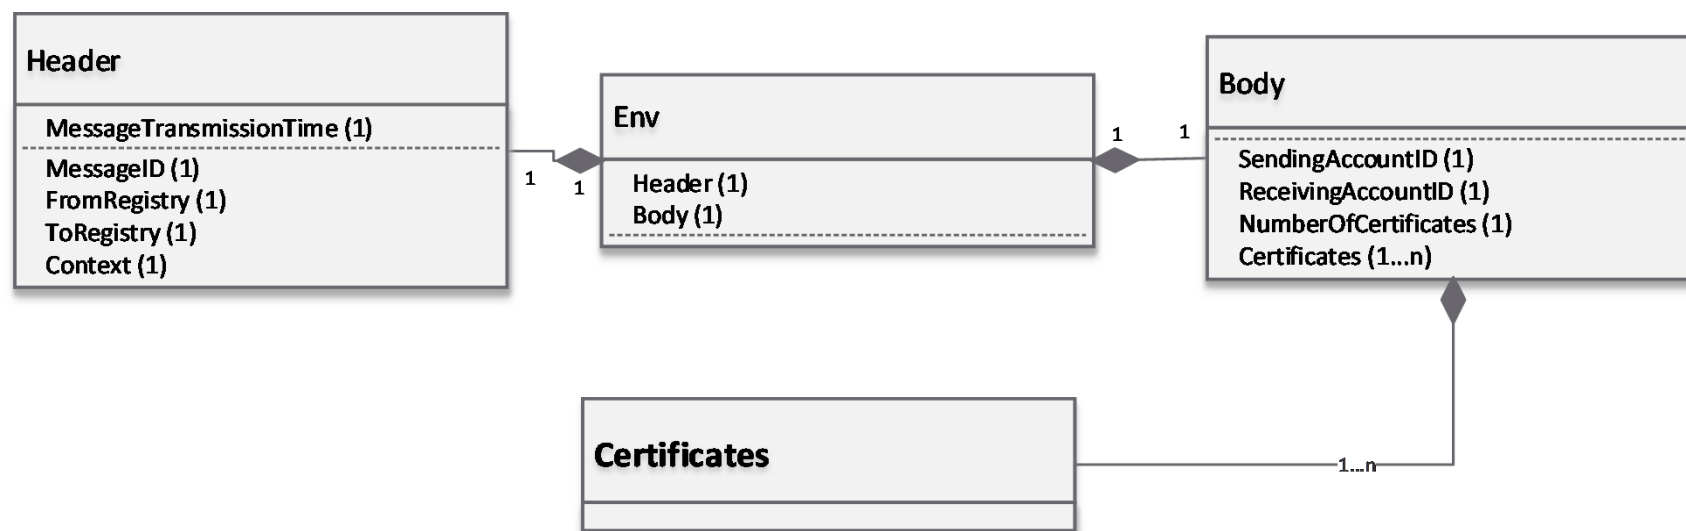 Header
MessageTransmissionTime (1)
MessageID (1)
FromRegistry (1)
ToRegistry (1)
Context (1)
1
1
Env
Header (1)
Body (1)
1
1
Body
SendingAccountID (1)
ReceivingAccountID (1)
NumberOfCertificates (1)
Certificates (1...n)
Certificates
1...n